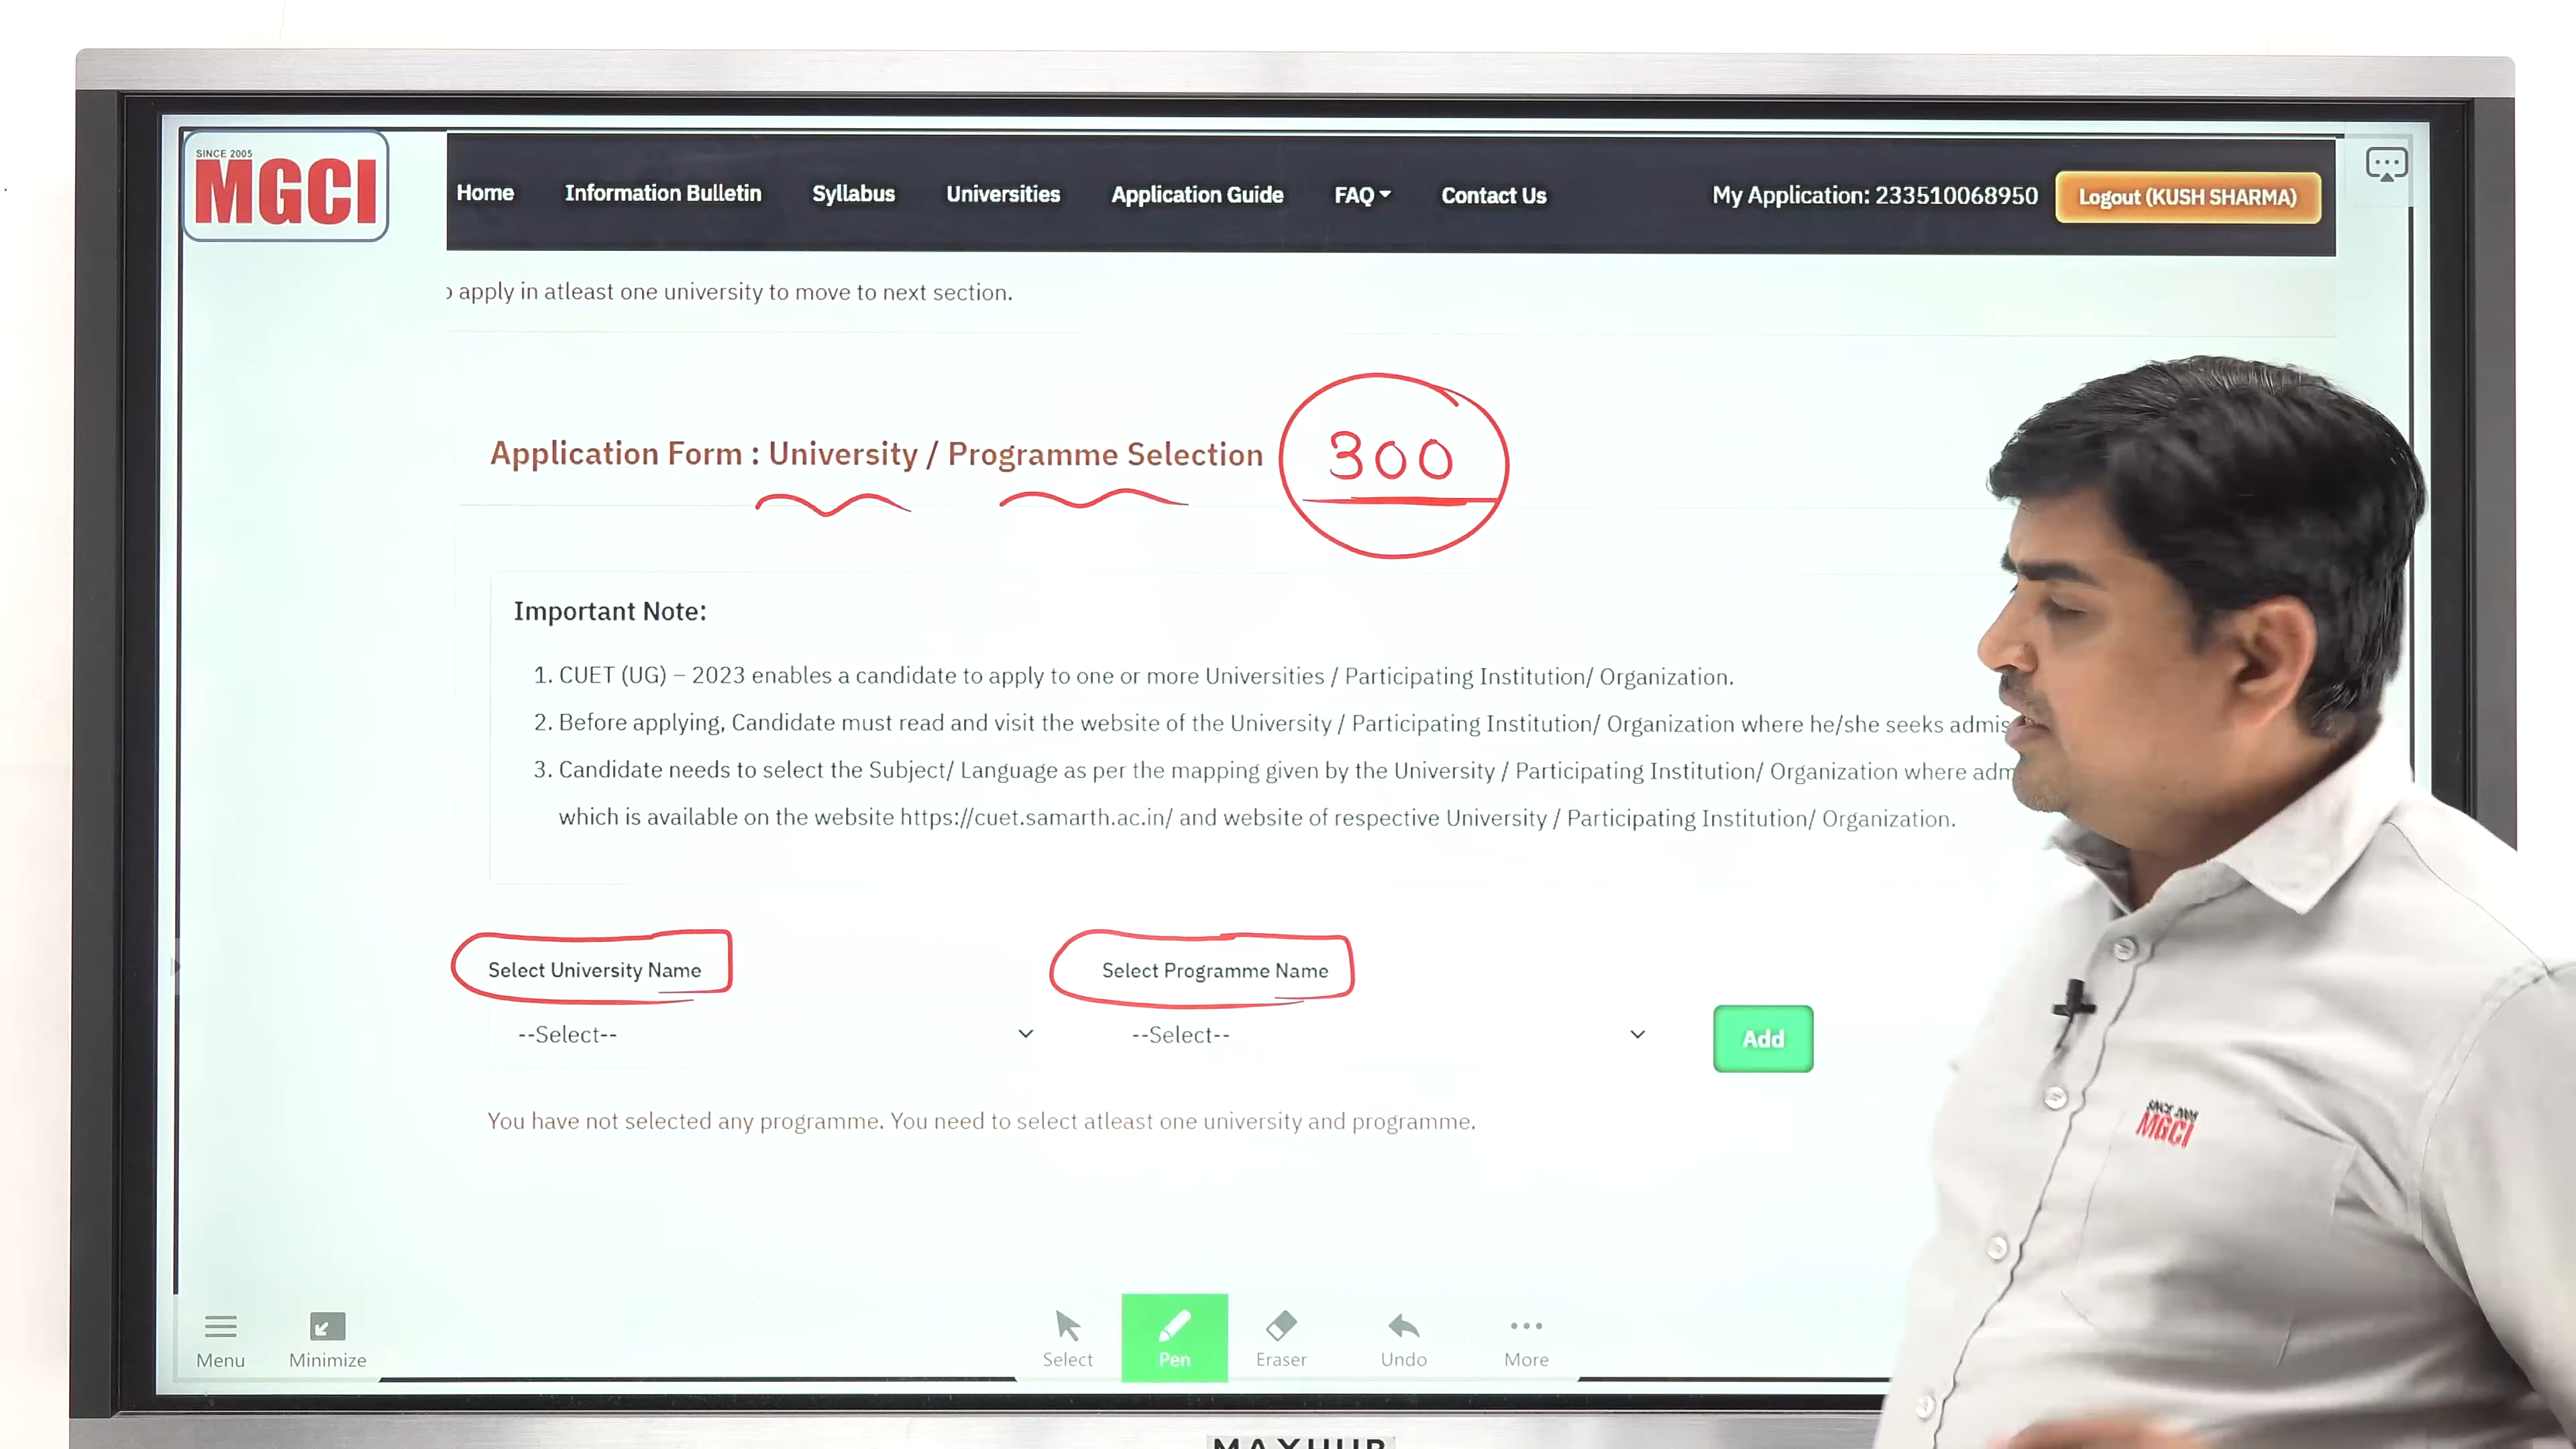 SINCE 2005
MGCI
Home Information Bulletin Syllabus Universities Application Guide FAQ Contact Us My Application: 233510068950 Logout (KUSH SHARMA)
apply in atleast one university to move to next section.
Application Form : University / Programme Selection 300
Important Note:
1. CUET (UG) – 2023 enables a candidate to apply to one or more Universities / Participating Institution/ Organization.
2. Before applying, Candidate must read and visit the website of the University / Participating Institution/ Organization where he/she seeks admis
3. Candidate needs to select the Subject/ Language as per the mapping given by the University / Participating Institution/ Organization where adm
which is available on the website https://cuet.samarth.ac.in/ and website of respective University / Participating Institution/ Organization.
Select University Name Select Programme Name
--Select-- --Select-- Add
You have not selected any programme. You need to select atleast one university and programme.
SINCE 2005
MGCI
Menu Minimize Select Pen Eraser Undo More